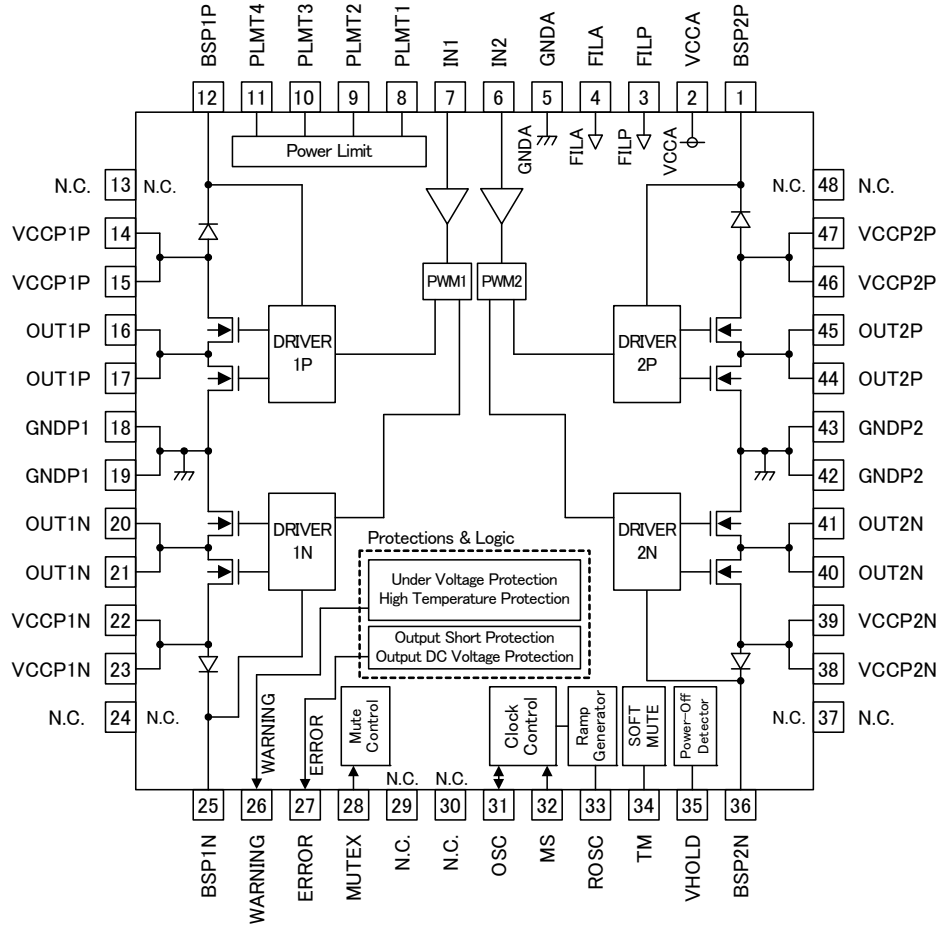 BSP1P
PLMT4
PLMT3
PLMT2
PLMT1
IN1
IN2
GNDA
FILA
FILP
VCCA
BSP2P
12
11
10
9
8
7
6
5
4
3
2
1
Power Limit
GNDA
FILA
FILP
VCCA
N.C. 13 N.C.
N.C. 48 N.C.
VCCP1P 14
47 VCCP2P
VCCP1P 15
PWM1
PWM2
46 VCCP2P
OUT1P 16
45 OUT2P
DRIVER
1P
DRIVER
2P
OUT1P 17
44 OUT2P
GNDP1 18
43 GNDP2
GNDP1 19
42 GNDP2
OUT1N 20
41 OUT2N
DRIVER
1N
DRIVER
2N
Protections & Logic
OUT1N 21
40 OUT2N
Under Voltage Protection
High Temperature Protection
VCCP1N 22
39 VCCP2N
Output Short Protection
Output DC Voltage Protection
VCCP1N 23
38 VCCP2N
N.C. 24 N.C.
N.C. 37 N.C.
WARNING
ERROR
Mute
Control
Clock
Control
Ramp
Generator
SOFT
MUTE
Power-Off
Detector
N.C.
N.C.
25
26
27
28
29
30
31
32
33
34
35
36
BSP1N
WARNING
ERROR
MUTEX
N.C.
N.C.
OSC
MS
ROSC
TM
VHOLD
BSP2N